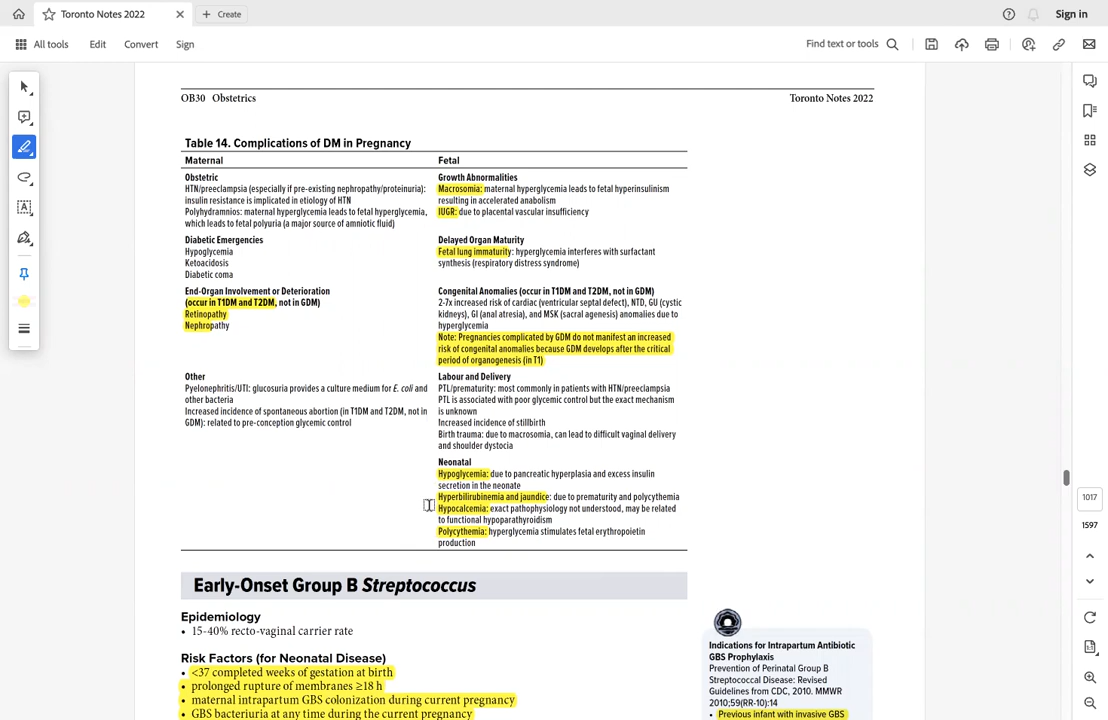 Toronto Notes 2022
Create
Sign in
All tools
Edit
Convert
Sign
Find text or tools
OB30 Obstetrics
Toronto Notes 2022
Table 14. Complications of DM in Pregnancy
Maternal
Fetal
Obstetric
HTN/preeclampsia (especially if pre-existing nephropathy/proteinuria):
insulin resistance is implicated in etiology of HTN
Polyhydramnios: maternal hyperglycemia leads to fetal hyperglycemia,
which leads to fetal polyuria (a major source of amniotic fluid)
Growth Abnormalities
Macrosomia: maternal hyperglycemia leads to fetal hyperinsulinism
resulting in accelerated anabolism
IUGR: due to placental vascular insufficiency
Diabetic Emergencies
Hypoglycemia
Ketoacidosis
Diabetic coma
Delayed Organ Maturity
Fetal lung immaturity: hyperglycemia interferes with surfactant
synthesis (respiratory distress syndrome)
End-Organ Involvement or Deterioration
(occur in T1DM and T2DM, not in GDM)
Retinopathy
Nephropathy
Congenital Anomalies (occur in T1DM and T2DM, not in GDM)
2-7x increased risk of cardiac (ventricular septal defect), NTD, GU (cystic
kidneys), GI (anal atresia), and MSK (sacral agenesis) anomalies due to
hyperglycemia
Note: Pregnancies complicated by GDM do not manifest an increased
risk of congenital anomalies because GDM develops after the critical
period of organogenesis (in T1)
Other
Pyelonephritis/UTI: glucosuria provides a culture medium for E. coli and
other bacteria
Increased incidence of spontaneous abortion (in T1DM and T2DM, not in
GDM): related to pre-conception glycemic control
Labour and Delivery
PTL/prematurity: most commonly in patients with HTN/preeclampsia
PTL is associated with poor glycemic control but the exact mechanism
is unknown
Increased incidence of stillbirth
Birth trauma: due to macrosomia, can lead to difficult vaginal delivery
and shoulder dystocia
Neonatal
Hypoglycemia: due to pancreatic hyperplasia and excess insulin
secretion in the neonate
Hyperbilirubinemia and jaundice: due to prematurity and polycythemia
Hypocalcemia: exact pathophysiology not understood, may be related
to functional hypoparathyroidism
Polycythemia: hyperglycemia stimulates fetal erythropoietin
production
1017
1597
Early-Onset Group B Streptococcus
Epidemiology
• 15-40% recto-vaginal carrier rate
Risk Factors (for Neonatal Disease)
• <37 completed weeks of gestation at birth
• prolonged rupture of membranes ≥18 h
• maternal intrapartum GBS colonization during current pregnancy
• GBS bacteriuria at any time during the current pregnancy
Indications for Intrapartum Antibiotic
GBS Prophylaxis
Prevention of Perinatal Group B
Streptococcal Disease: Revised
Guidelines from CDC, 2010. MMWR
2010;59(RR-10):14
• Previous infant with invasive GBS